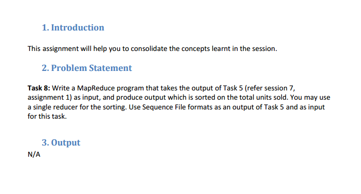 1. Introduction
This assignment will help you to consolidate the concepts learnt in the session.
2. Problem Statement
Task 8: Write a MapReduce program that takes the output of Task 5 (refer session 7,
assignment 1) as input, and produce output which is sorted on the total units sold. You may use
a single reducer for the sorting. Use Sequence File formats as an output of Task 5 and as input
for this task.
3. Output
N/A